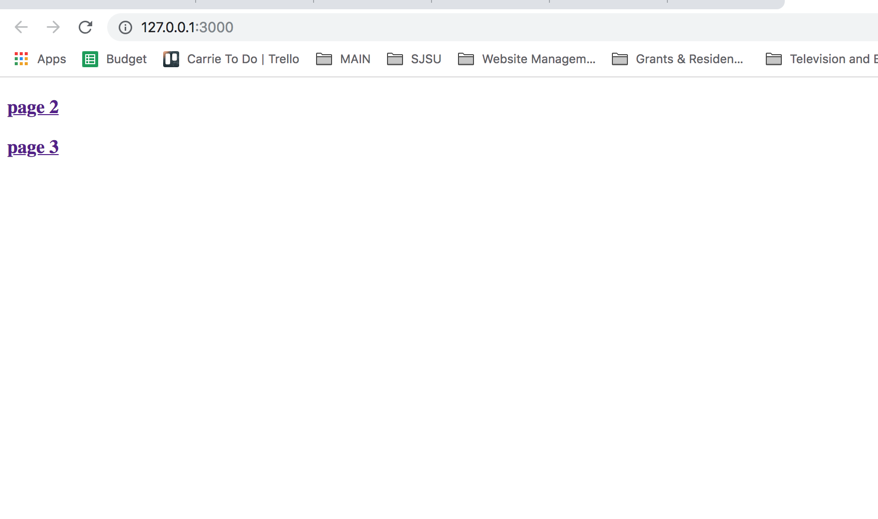 127.0.0.1:3000
Apps Budget Carrie To Do | Trello MAIN SJSU Website Managem... Grants & Residen... Television and E
page 2
page 3